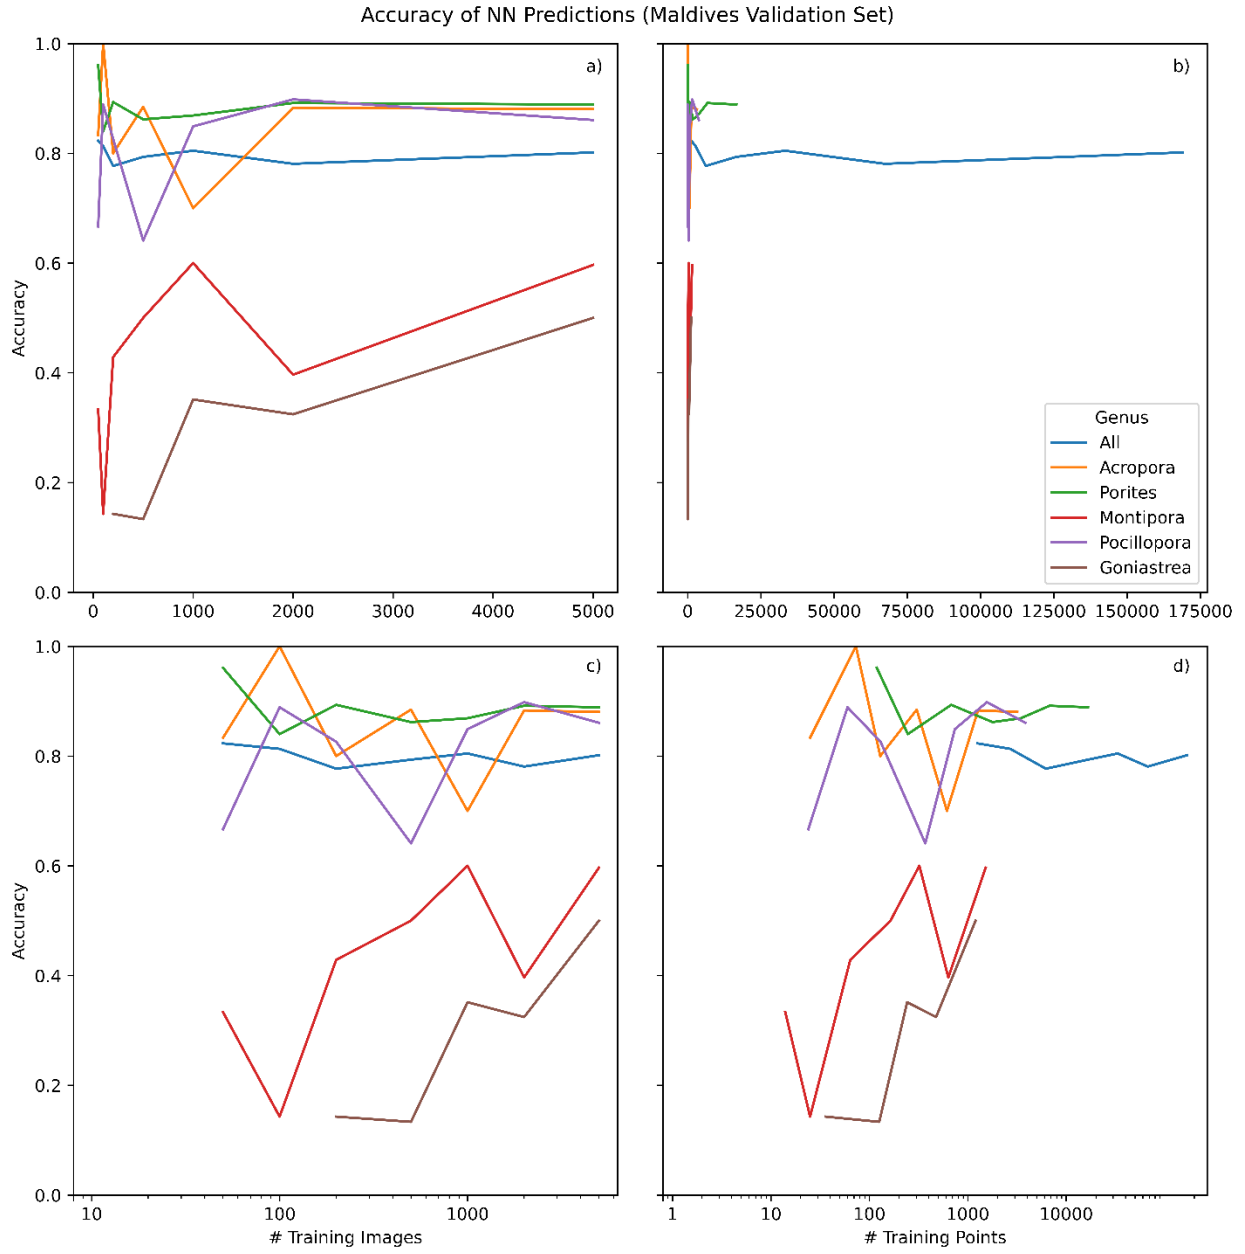 Accuracy of NN Predictions (Maldives Validation Set)
a)
1.0
0.8
0.6
0.4
0.2
0.0
Accuracy
0 1000 2000 3000 4000 5000
b)
Genus
All
Acropora
Porites
Montipora
Pocillopora
Goniastrea
0 25000 50000 75000 100000 125000 150000 175000
c)
1.0
0.8
0.6
0.4
0.2
0.0
Accuracy
10 100 1000
# Training Images
d)
1 10 100 1000 10000
# Training Points